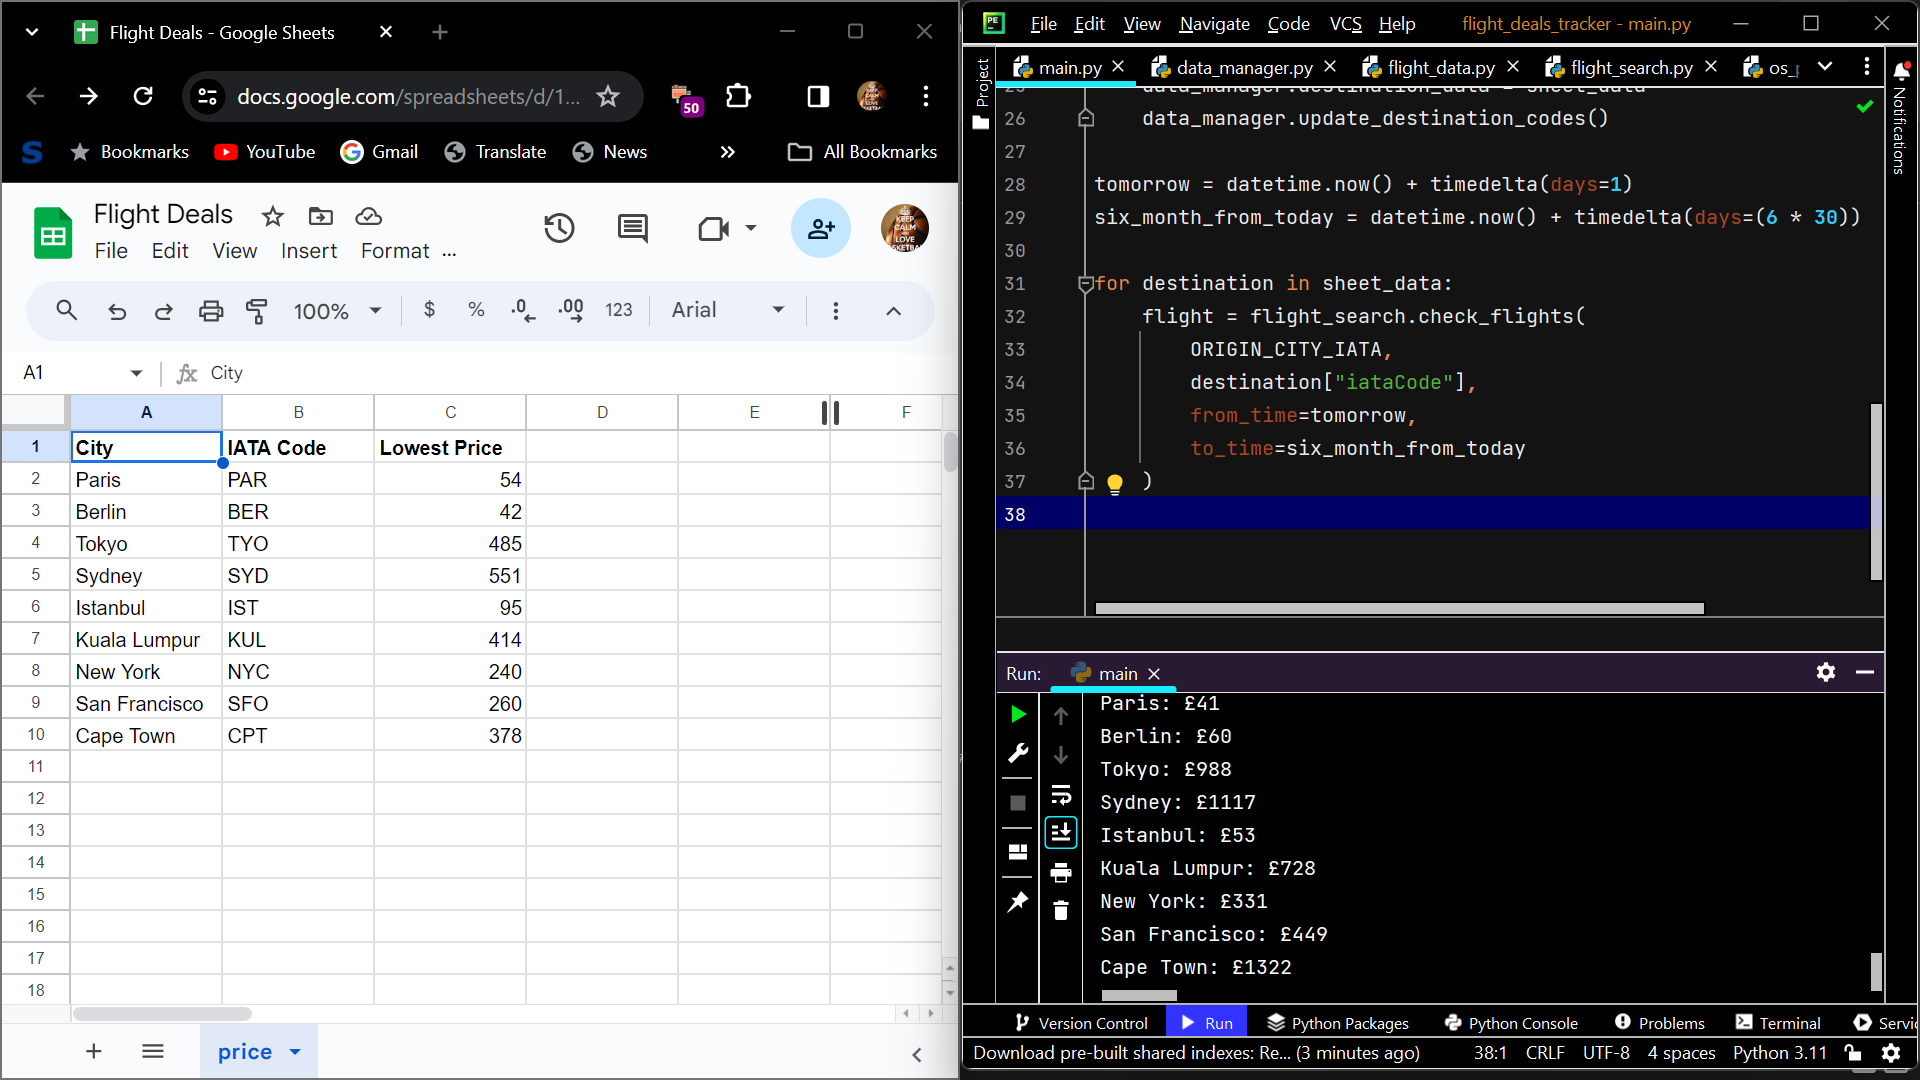 Flight Deals - Google Sheets
docs.google.com/spreadsheets/d/1...
50
Bookmarks YouTube Gmail Translate News All Bookmarks
Flight Deals
File Edit View Insert Format ...
100% $ % .0 .00 123 Arial
A1 fx City
A B C D E F
1 City IATA Code Lowest Price
2 Paris PAR 54
3 Berlin BER 42
4 Tokyo TYO 485
5 Sydney SYD 551
6 Istanbul IST 95
7 Kuala Lumpur KUL 414
8 New York NYC 240
9 San Francisco SFO 260
10 Cape Town CPT 378
11
12
13
14
15
16
17
18
price
PE File Edit View Navigate Code VCS Help flight_deals_tracker - main.py
Project
main.py data_manager.py flight_data.py flight_search.py os_
Notifications
25 data_manager.destination_data = sheet_data
26 data_manager.update_destination_codes()
27
28 tomorrow = datetime.now() + timedelta(days=1)
29 six_month_from_today = datetime.now() + timedelta(days=(6 * 30))
30
31 for destination in sheet_data:
32 flight = flight_search.check_flights(
33 ORIGIN_CITY_IATA,
34 destination["iataCode"],
35 from_time=tomorrow,
36 to_time=six_month_from_today
37 )
38
Run: main
Paris: £41
Berlin: £60
Tokyo: £988
Sydney: £1117
Istanbul: £53
Kuala Lumpur: £728
New York: £331
San Francisco: £449
Cape Town: £1322
Version Control Run Python Packages Python Console Problems Terminal Servic
Download pre-built shared indexes: Re... (3 minutes ago) 38:1 CRLF UTF-8 4 spaces Python 3.11